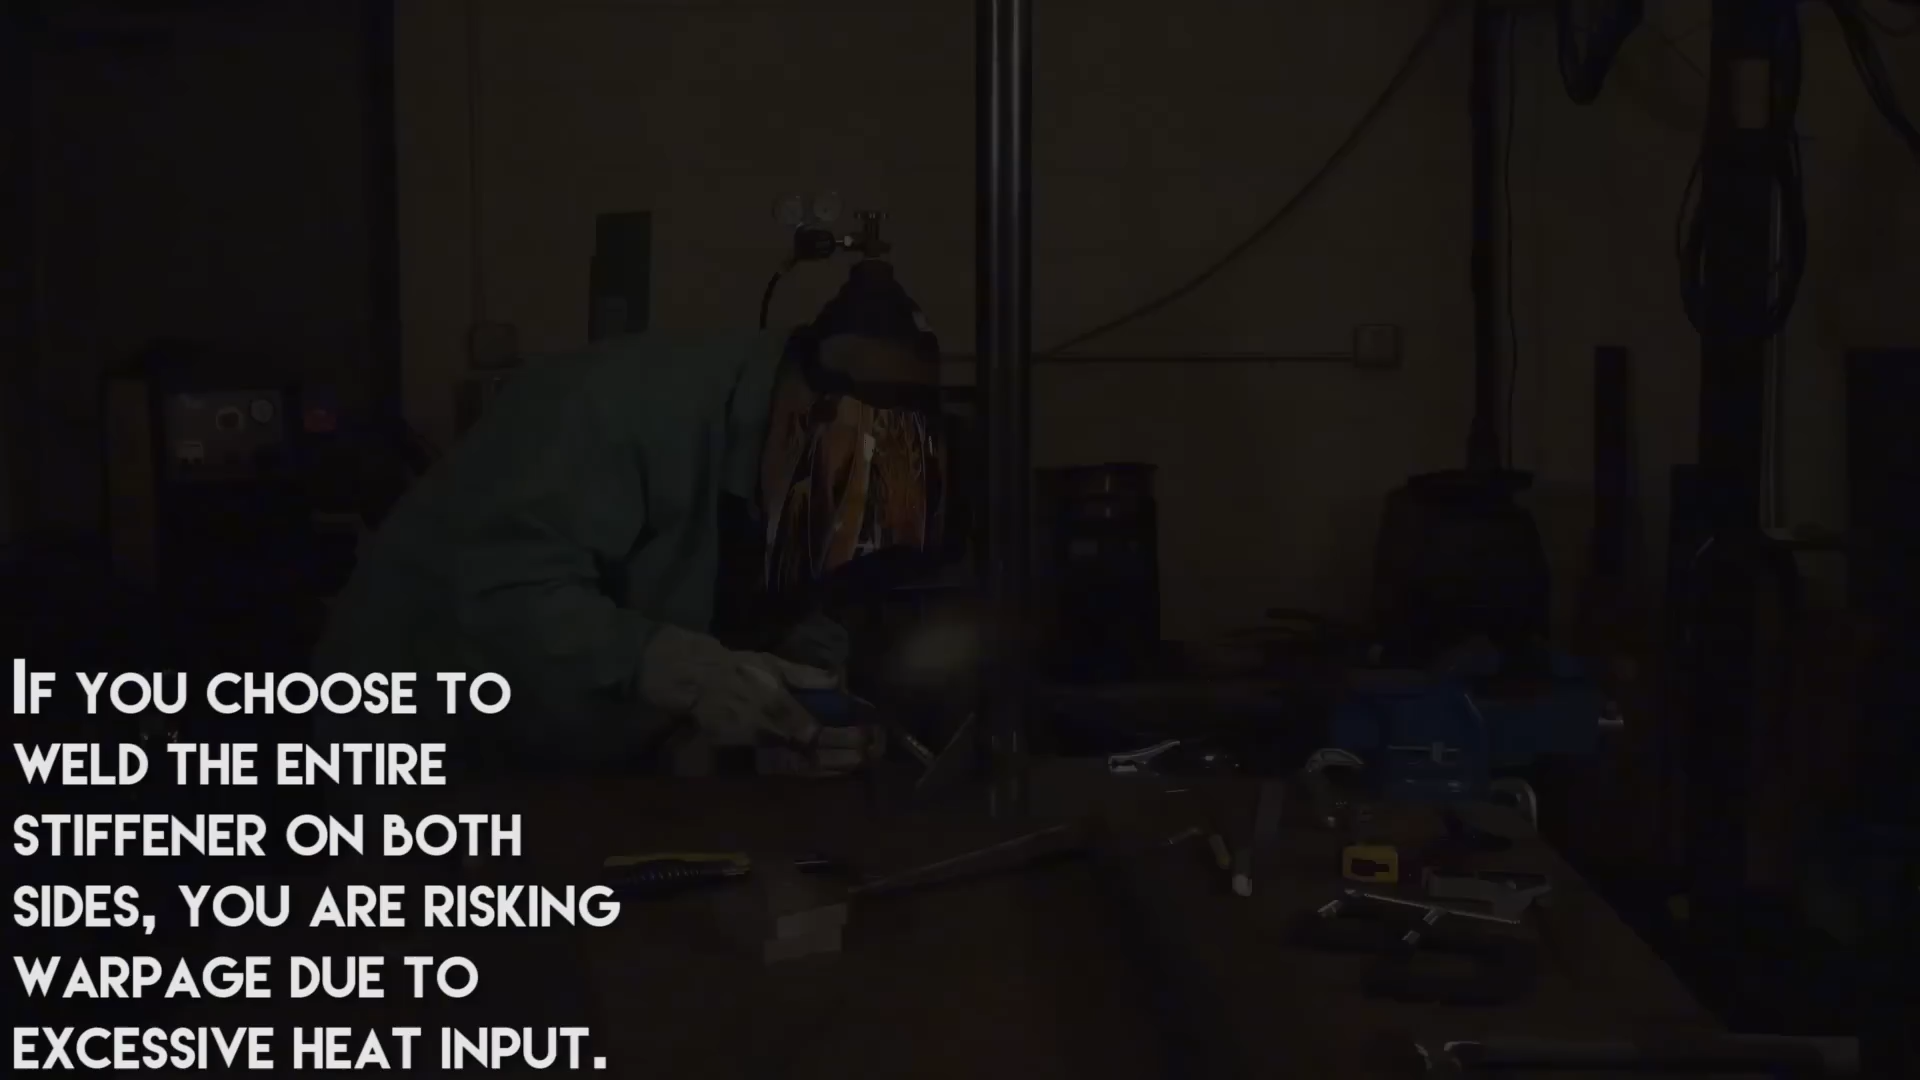 If you choose to
weld the entire
stiffener on both
sides, you are risking
warpage due to
excessive heat input.